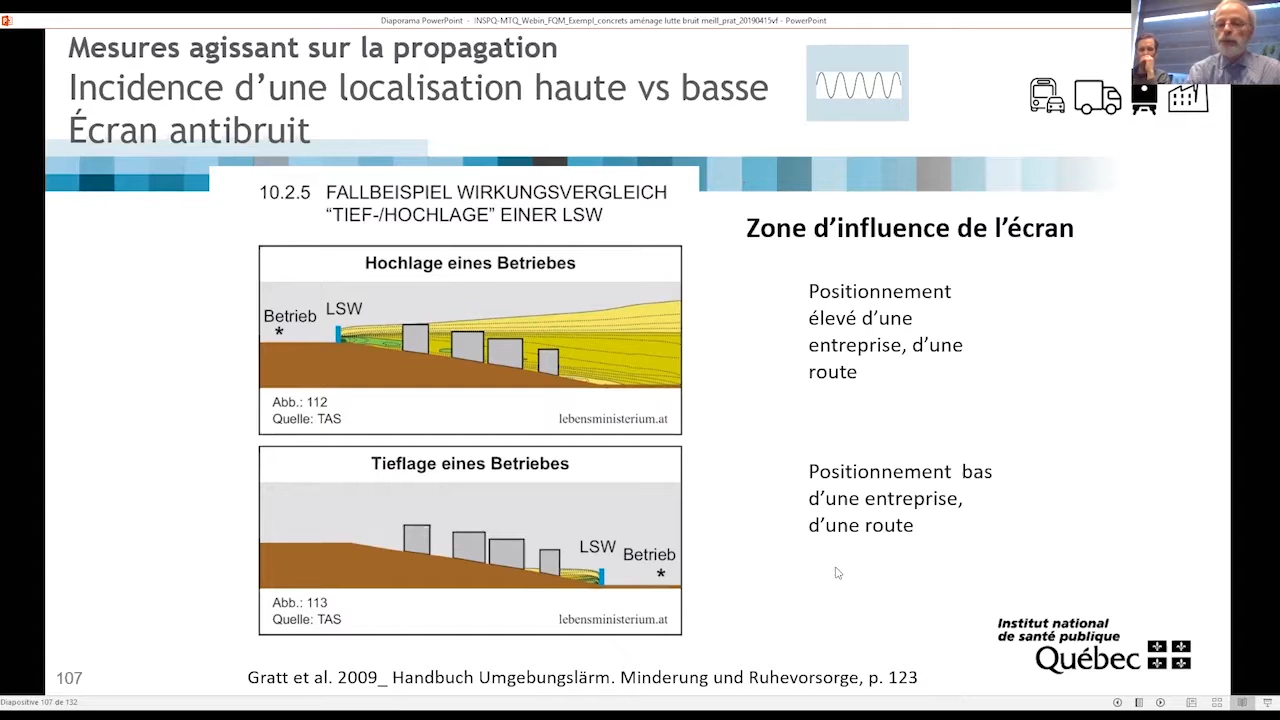 Diaporama PowerPoint - INSPQ-MTQ_Webin_FQM_Exempl_concrets aménage lutte bruit meill_prat_20190415vf - PowerPoint
Mesures agissant sur la propagation
Incidence d’une localisation haute vs basse
Écran antibruit
10.2.5 FALLBEISPIEL WIRKUNGSVERGLEICH
“TIEF-/HOCHLAGE” EINER LSW
Hochlage eines Betriebes
Betrieb
*
LSW
Abb.: 112
Quelle: TAS
lebensministerium.at
Tieflage eines Betriebes
LSW
Betrieb
*
Abb.: 113
Quelle: TAS
lebensministerium.at
Zone d’influence de l’écran
Positionnement
élevé d’une
entreprise, d’une
route
Positionnement bas
d’une entreprise,
d’une route
Institut national
de santé publique
Québec
107
Gratt et al. 2009_ Handbuch Umgebungslärm. Minderung und Ruhevorsorge, p. 123
Diapositive 107 de 132